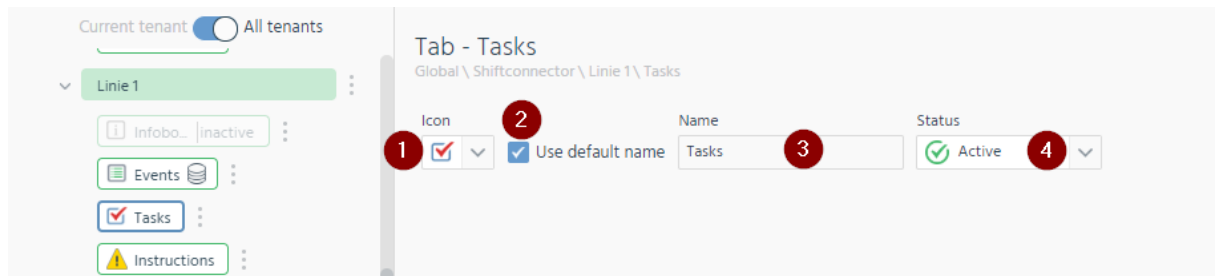 Current tenant All tenants
Linie 1
Infobo... |inactive
Events
Tasks
Instructions
Tab - Tasks
Global \ Shiftconnector \ Linie 1 \ Tasks
Icon 2 Name Status
1 Use default name Tasks 3 Active 4